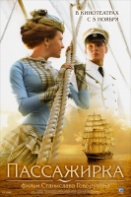 В КИНОТЕАТРАХ
С 5 НОЯБРЯ
ПАССАЖИРКА
ФИЛЬМ СТАНИСЛАВА ГОВОРУХИНА